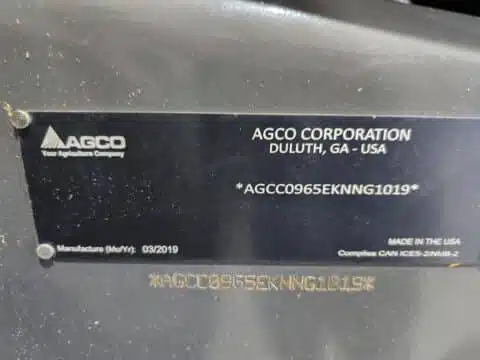 AGCO
Your Agriculture Company
AGCO CORPORATION
DULUTH, GA - USA
*AGCC0965EKNNG1019*
Manufacture (Mo/Yr): 03/2019
MADE IN THE USA
Complies CAN ICES-2/NMB-2
*AGCC0965EKNNG1019*